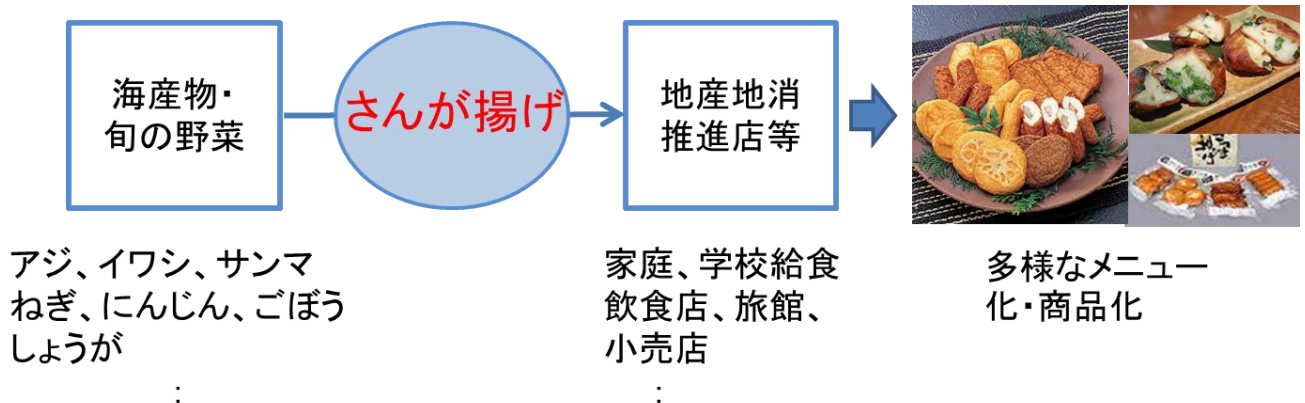 海産物・
旬の野菜
さんが揚げ
地産地消
推進店等
アジ、イワシ、サンマ
ねぎ、にんじん、ごぼう
しょうが
：
家庭、学校給食
飲食店、旅館、
小売店
：
多様なメニュー
化・商品化